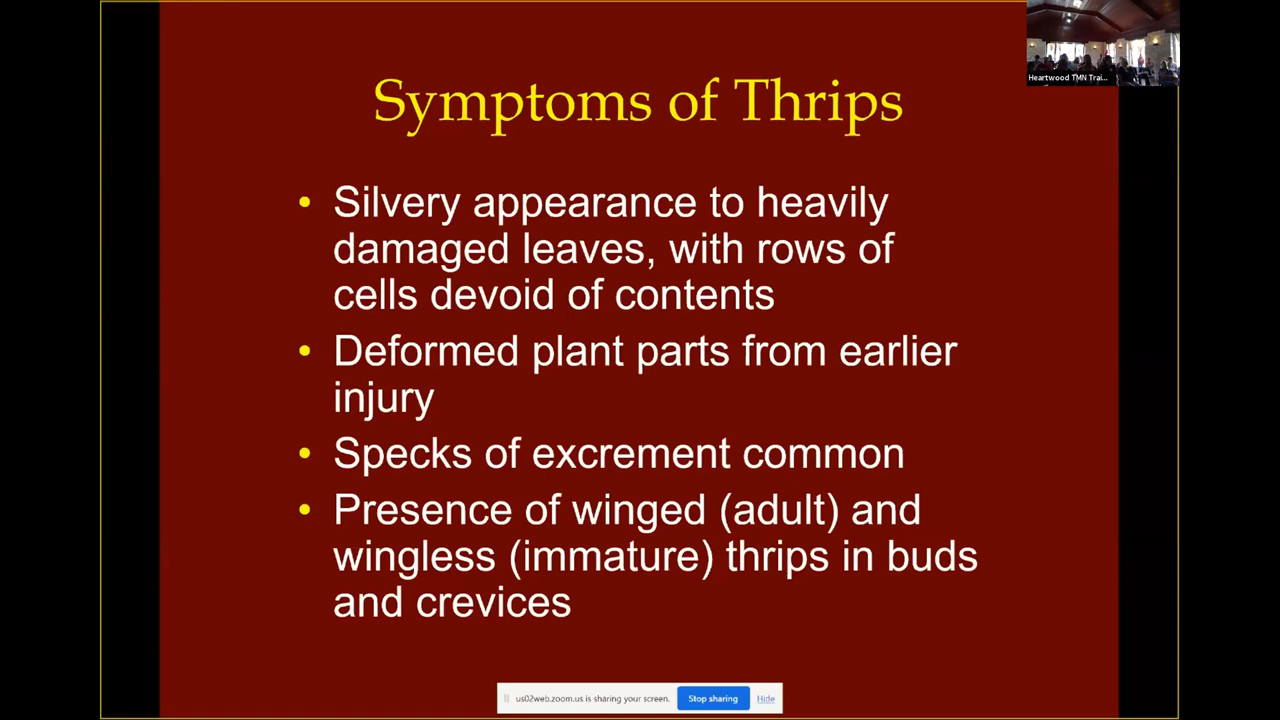 Heartwood TMN Trai...
Symptoms of Thrips
• Silvery appearance to heavily
damaged leaves, with rows of
cells devoid of contents
• Deformed plant parts from earlier
injury
• Specks of excrement common
• Presence of winged (adult) and
wingless (immature) thrips in buds
and crevices
us02web.zoom.us is sharing your screen. Stop sharing Hide